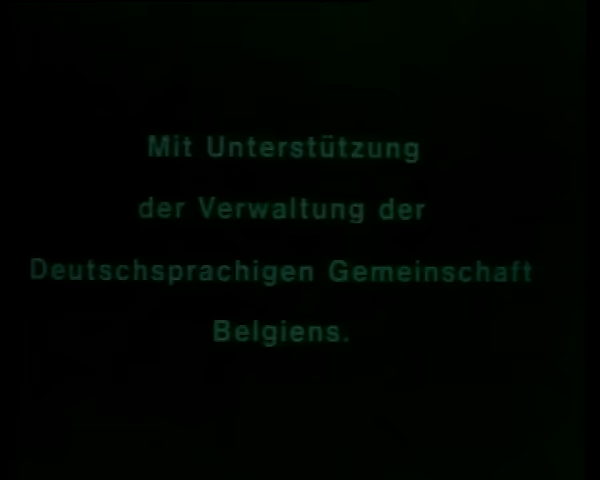 Mit Unterstützung
der Verwaltung der
Deutschsprachigen Gemeinschaft
Belgiens.